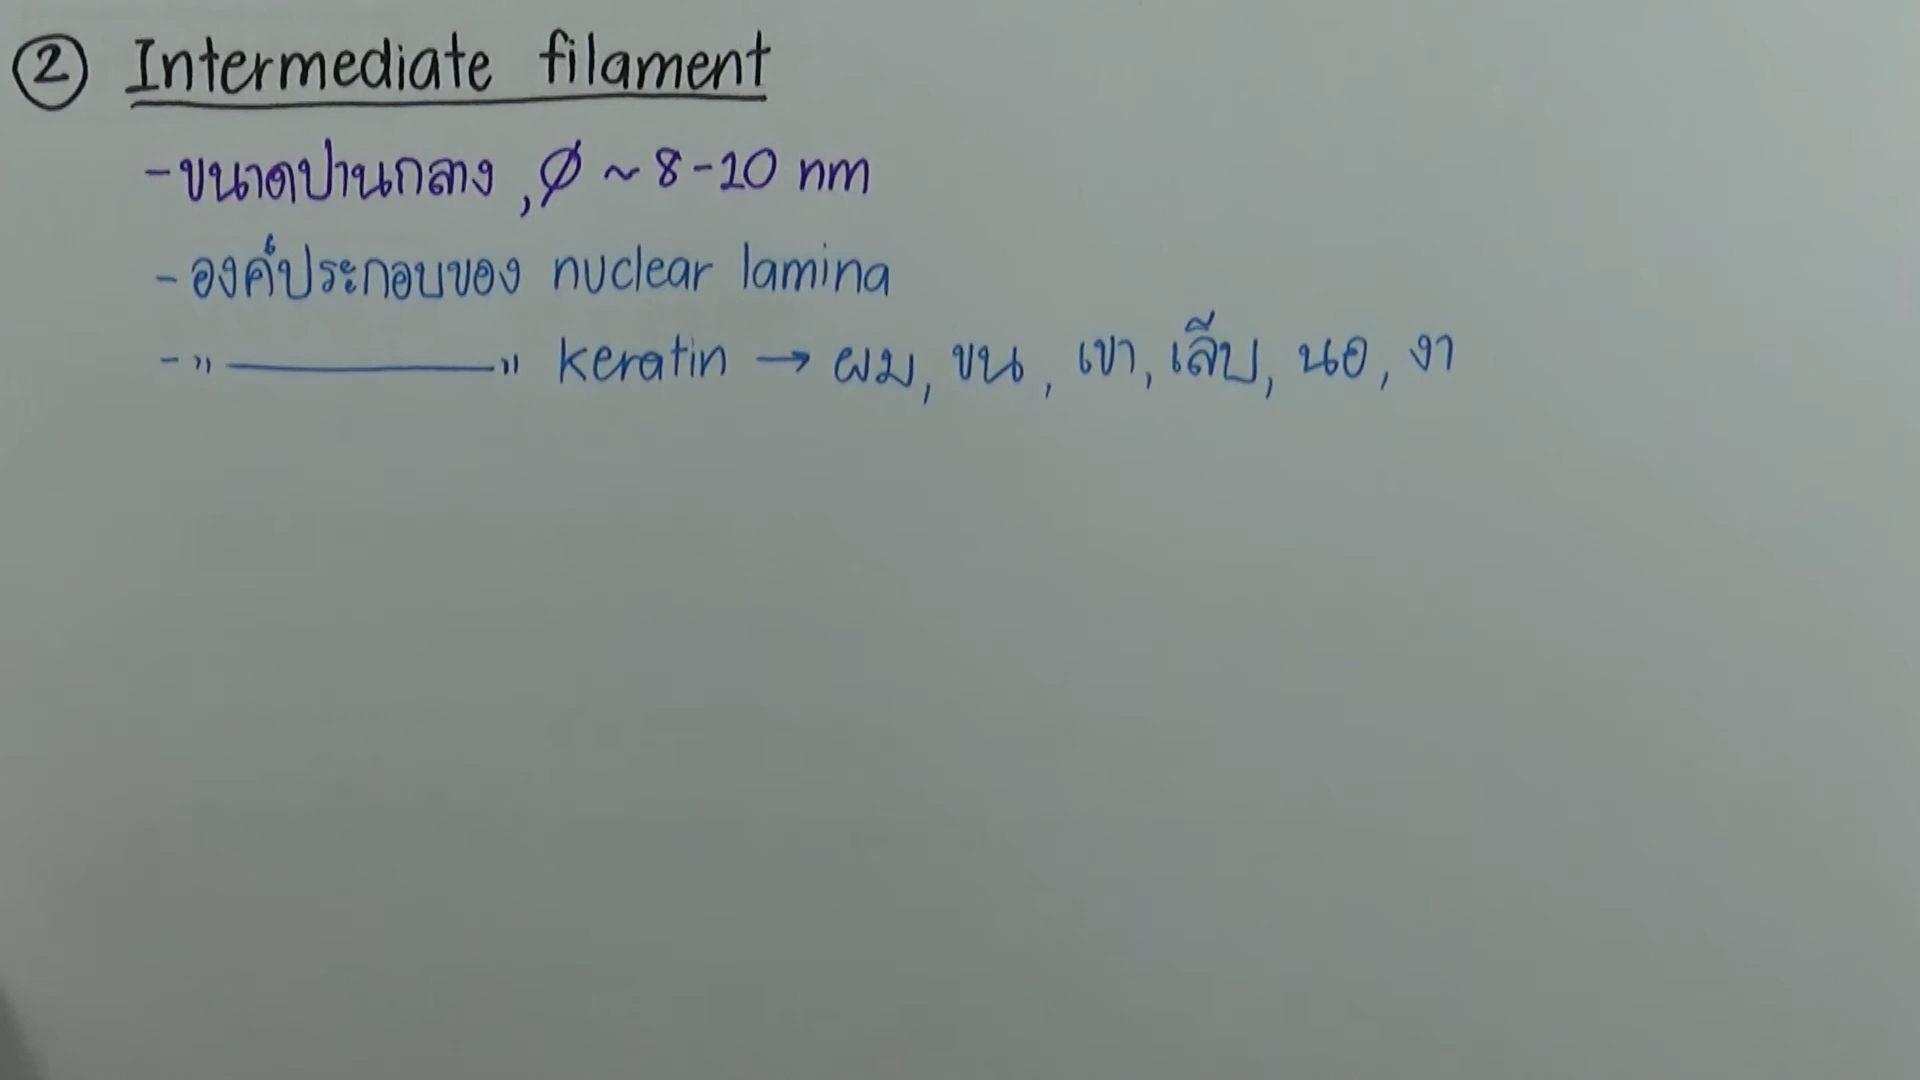 ② Intermediate filament
- ขนาดปานกลาง , Ø ~ 8-10 nm
- องค์ประกอบของ nuclear lamina
- " ———— " keratin → ผม, ขน, เขา, เล็บ, นอ, งา